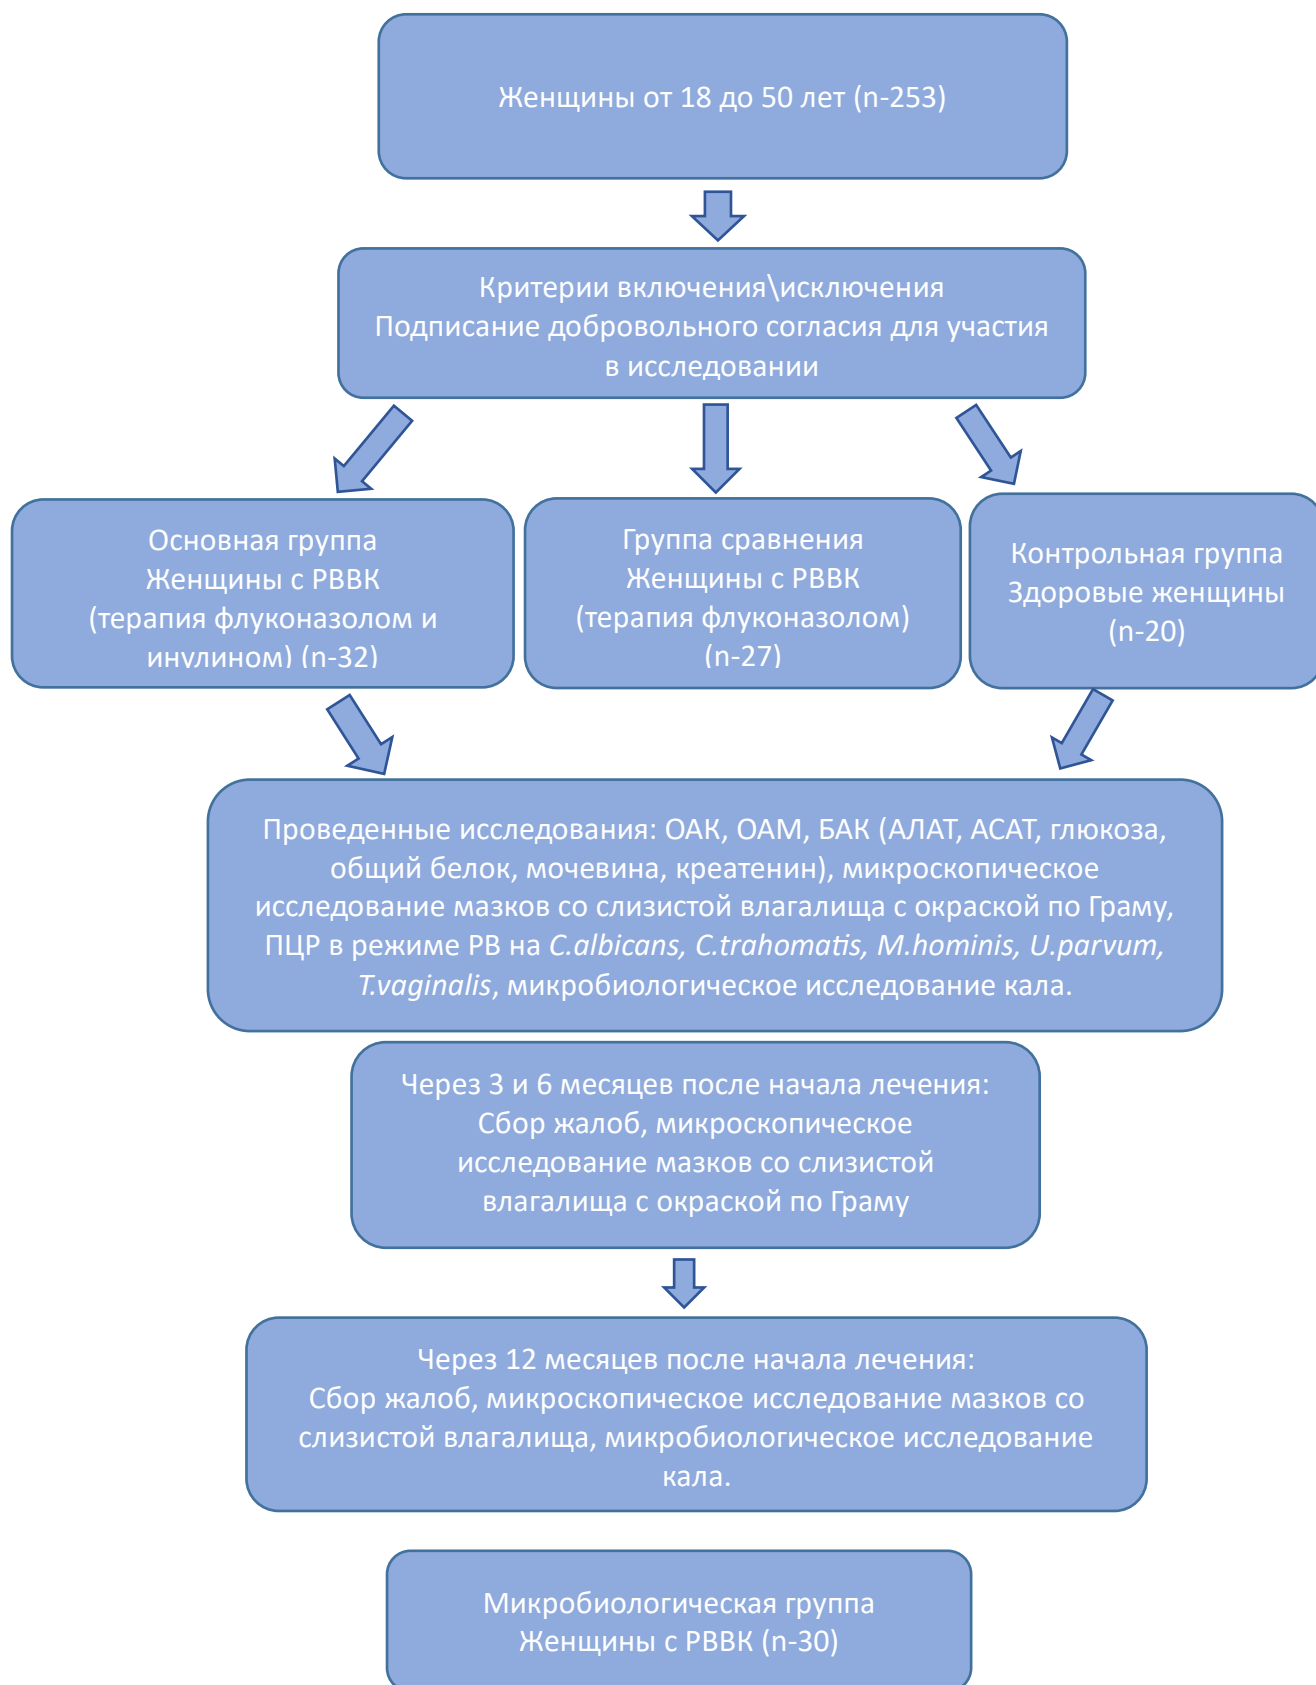 Женщины от 18 до 50 лет (n-253)
Критерии включения\исключения
Подписание добровольного согласия для участия
в исследовании
Основная группа
Женщины с РВВК
(терапия флуконазолом и
инулином) (n-32)
Группа сравнения
Женщины с РВВК
(терапия флуконазолом)
(n-27)
Контрольная группа
Здоровые женщины
(n-20)
Проведенные исследования: ОАК, ОАМ, БАК (АЛАТ, АСАТ, глюкоза,
общий белок, мочевина, креатенин), микроскопическое
исследование мазков со слизистой влагалища с окраской по Граму,
ПЦР в режиме РВ на C.albicans, C.trahomatis, M.hominis, U.parvum,
T.vaginalis, микробиологическое исследование кала.
Через 3 и 6 месяцев после начала лечения:
Сбор жалоб, микроскопическое
исследование мазков со слизистой
влагалища с окраской по Граму
Через 12 месяцев после начала лечения:
Сбор жалоб, микроскопическое исследование мазков со
слизистой влагалища, микробиологическое исследование
кала.
Микробиологическая группа
Женщины с РВВК (n-30)